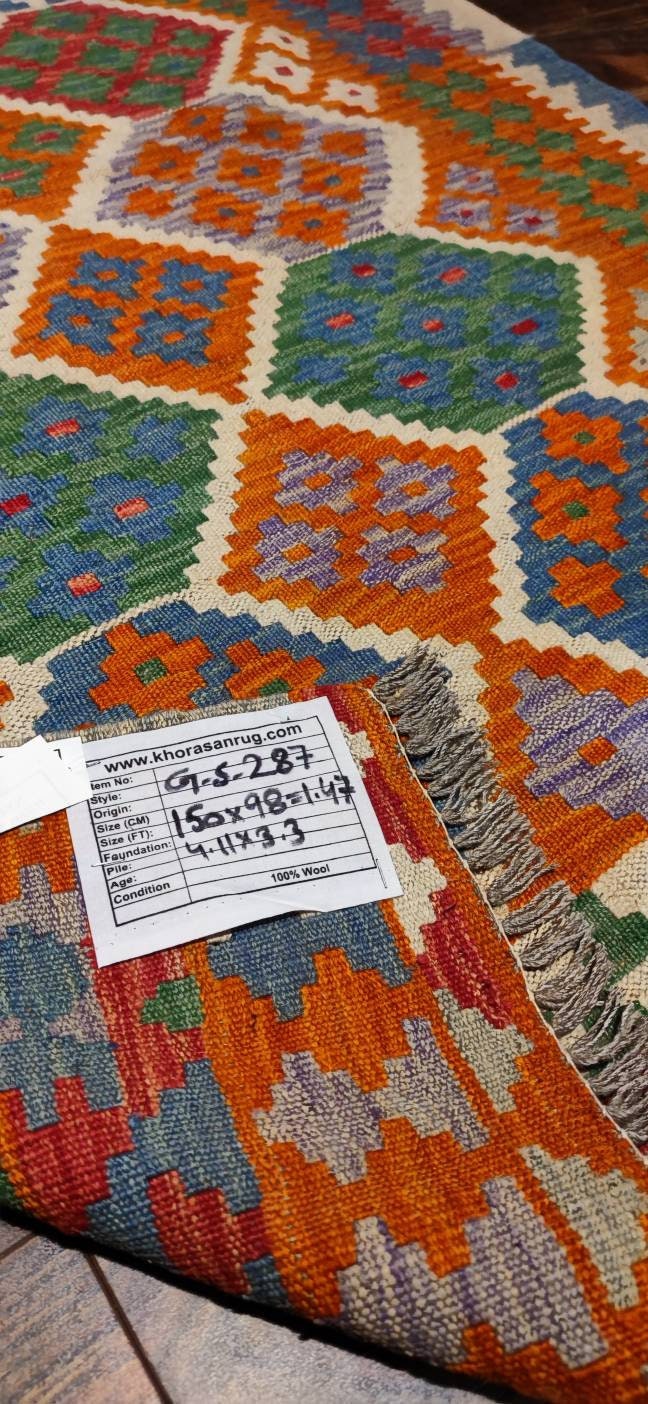 www.khorasanrug.com
Item No: G-S-287
Style:
Origin:
Size (CM) 150x98=1.47
Size (FT): 4.11x3.3
Foundation:
Pile: 100% Wool
Age:
Condition